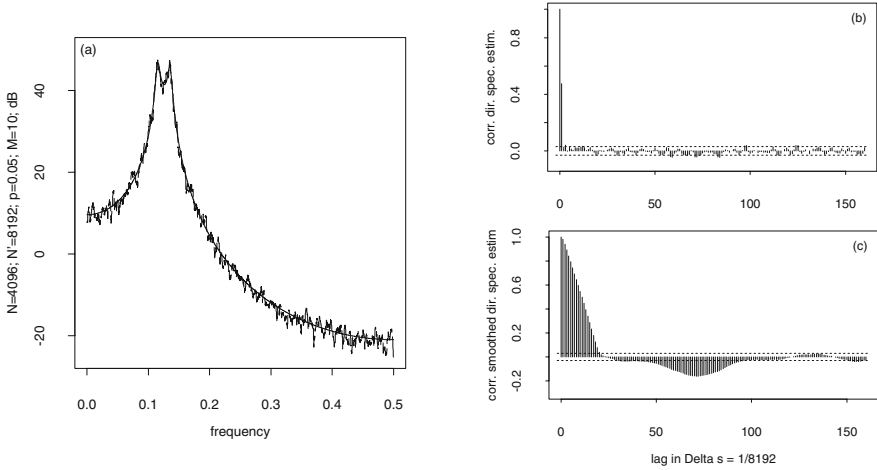 (a)
N=4096; N'=8192; p=0.05; M=10; dB
40
20
0
-20
0.0 0.1 0.2 0.3 0.4 0.5
frequency
(b)
corr. dir. spec. estim.
0.8
0.4
0.0
0 50 100 150
(c)
corr. smoothed dir. spec. estim
1.0
0.6
0.2
-0.2
0 50 100 150
lag in Delta s = 1/8192